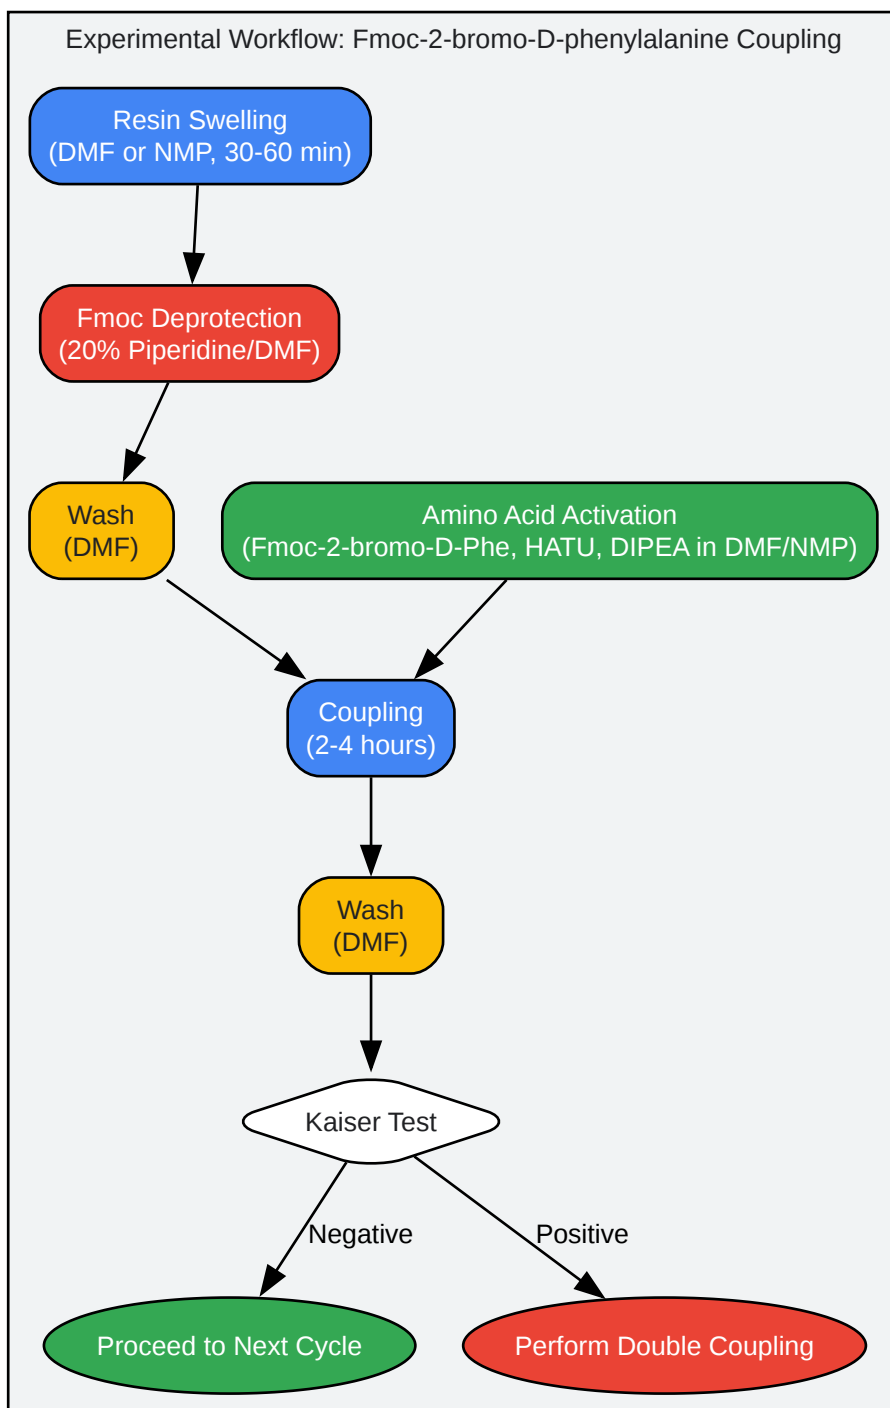 Experimental Workflow: Fmoc-2-bromo-D-phenylalanine Coupling
Resin Swelling
(DMF or NMP, 30-60 min)
Fmoc Deprotection
(20% Piperidine/DMF)
Wash
(DMF)
Amino Acid Activation
(Fmoc-2-bromo-D-Phe, HATU, DIPEA in DMF/NMP)
Coupling
(2-4 hours)
Wash
(DMF)
Kaiser Test
Negative
Positive
Proceed to Next Cycle
Perform Double Coupling